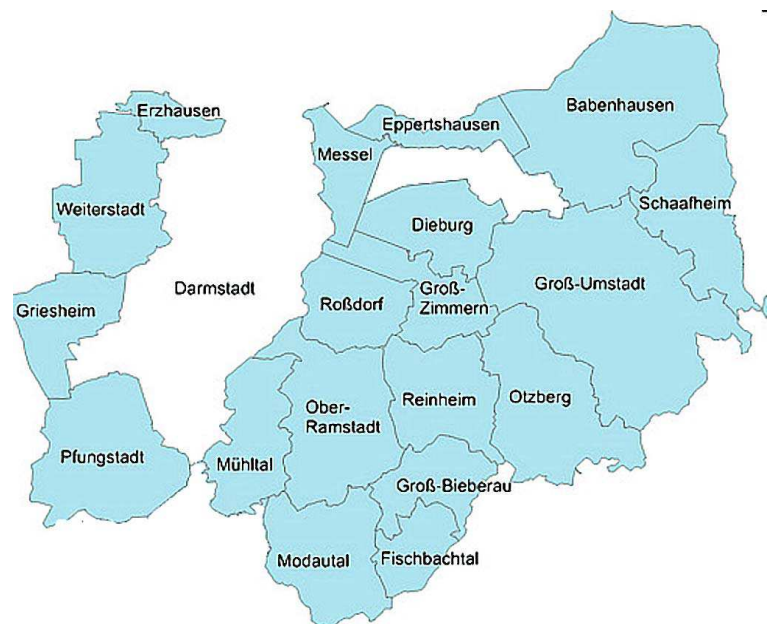 Babenhausen
Erzhausen
Eppertshausen
Messel
Schaafheim
Weiterstadt
Dieburg
Groß-Umstadt
Darmstadt
Griesheim
Roßdorf
Groß-
Zimmern
Ober-
Ramstadt
Reinheim
Otzberg
Pfungstadt
Mühltal
Groß-Bieberau
Modautal
Fischbachtal